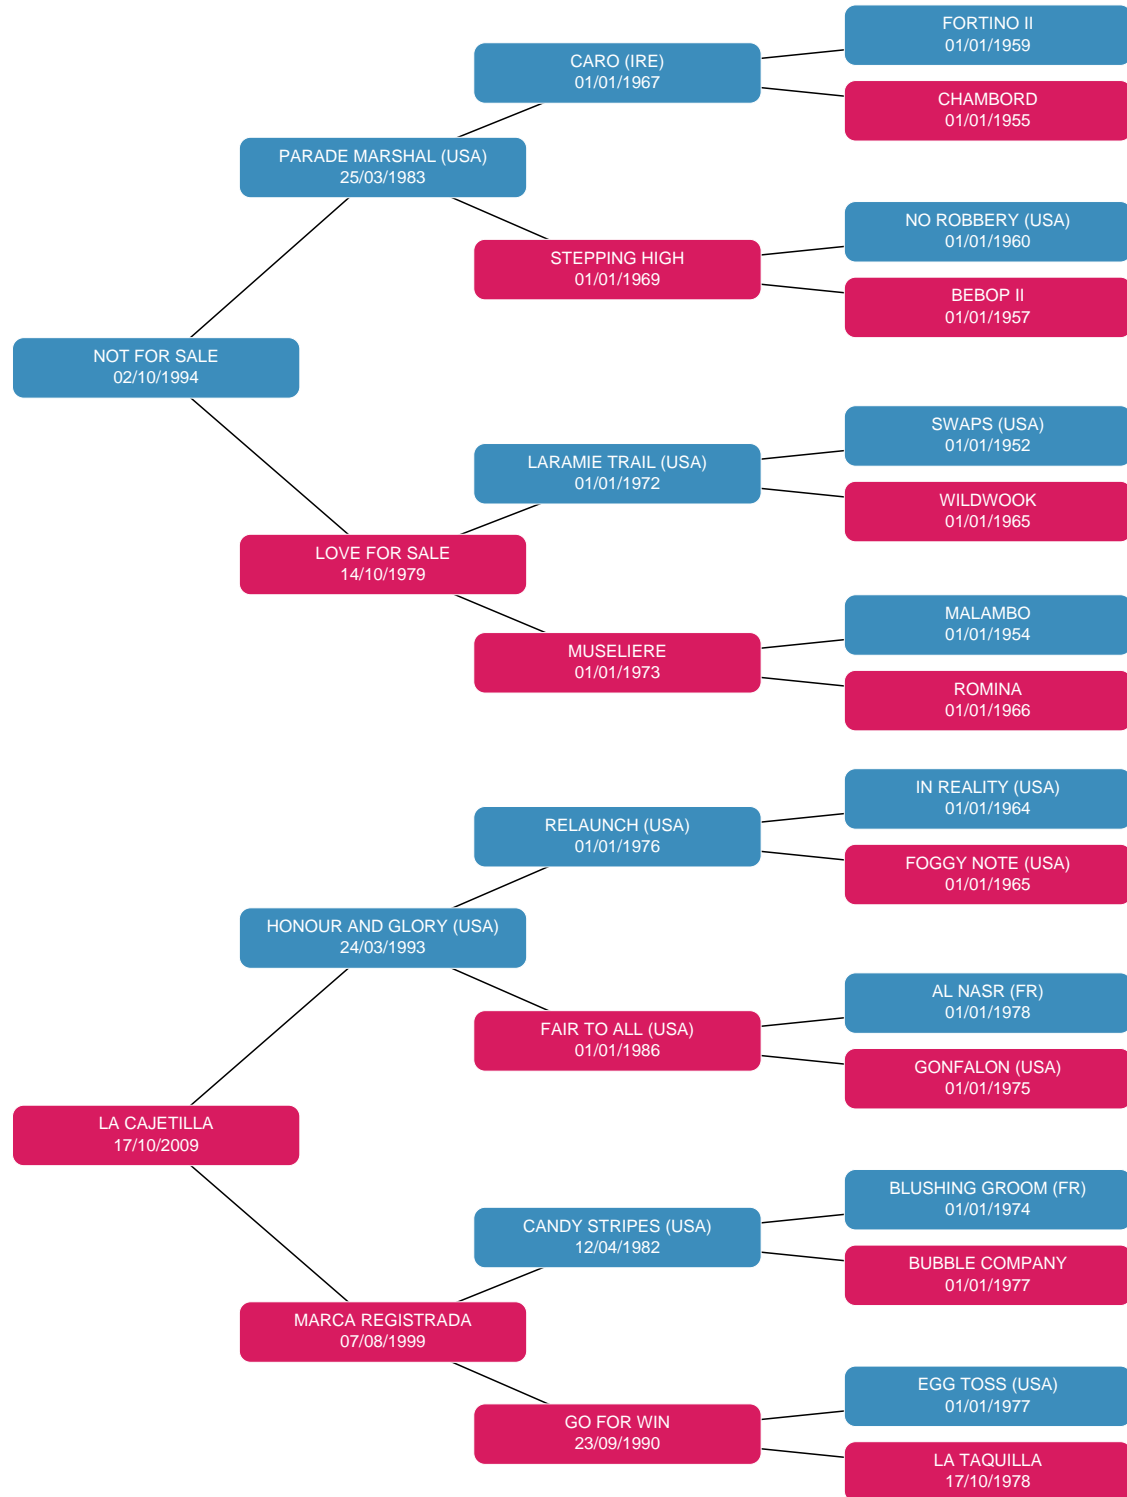 FORTINO II
01/01/1959
CARO (IRE)
01/01/1967
CHAMBORD
01/01/1955
PARADE MARSHAL (USA)
25/03/1983
NO ROBBERY (USA)
01/01/1960
STEPPING HIGH
01/01/1969
BEBOP II
01/01/1957
NOT FOR SALE
02/10/1994
SWAPS (USA)
01/01/1952
LARAMIE TRAIL (USA)
01/01/1972
WILDWOOK
01/01/1965
LOVE FOR SALE
14/10/1979
MALAMBO
01/01/1954
MUSELIERE
01/01/1973
ROMINA
01/01/1966
IN REALITY (USA)
01/01/1964
RELAUNCH (USA)
01/01/1976
FOGGY NOTE (USA)
01/01/1965
HONOUR AND GLORY (USA)
24/03/1993
AL NASR (FR)
01/01/1978
FAIR TO ALL (USA)
01/01/1986
GONFALON (USA)
01/01/1975
LA CAJETILLA
17/10/2009
BLUSHING GROOM (FR)
01/01/1974
CANDY STRIPES (USA)
12/04/1982
BUBBLE COMPANY
01/01/1977
MARCA REGISTRADA
07/08/1999
EGG TOSS (USA)
01/01/1977
GO FOR WIN
23/09/1990
LA TAQUILLA
17/10/1978